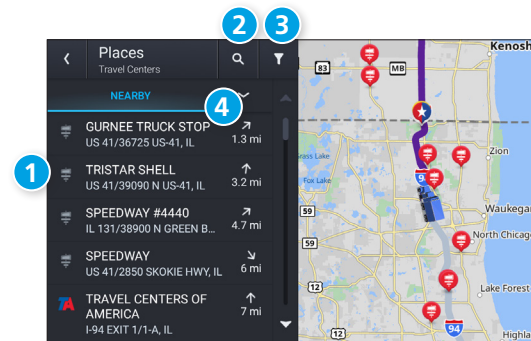 2
3
Places
Travel Centers
NEARBY
4
GURNEE TRUCK STOP
US 41/36725 US-41, IL
1.3 mi
1
TRISTAR SHELL
US 41/39090 N US-41, IL
3.2 mi
SPEEDWAY #4440
IL 131/38900 N GREEN B...
4.7 mi
SPEEDWAY
US 41/2850 SKOKIE HWY, IL
6 mi
TA
TRAVEL CENTERS OF
AMERICA
I-94 EXIT 1/1-A, IL
7 mi
Kenosh
83
MB
Zion
Grass Lake
Fox Lake
59
Waukegan
North Chicago
59
Lake Forest
12
12
94
Highla